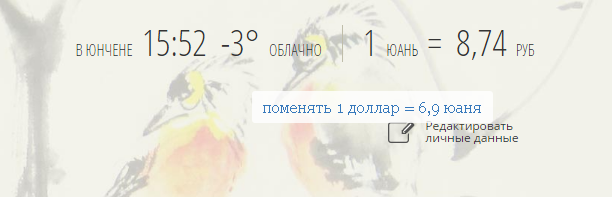 В ЮНЧЕНЕ 15:52 -3° ОБЛАЧНО 1 ЮАНЬ = 8,74 РУБ
поменять 1 доллар = 6,9 юаня
Редактировать
личные данные